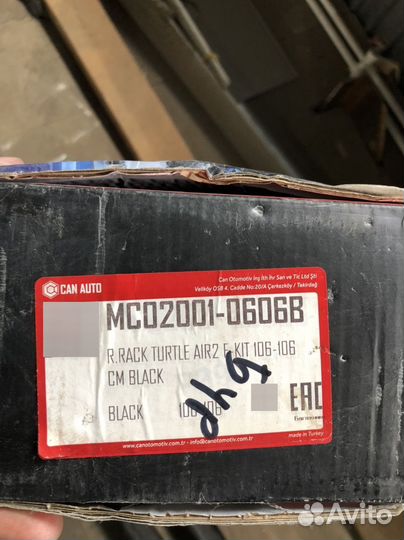 CAN AUTO
Can Otomotiv İnş İth İhr San ve Tic Ltd Şti
Veliköy OSB 4. Cadde No:20/A Çerkezköy / Tekirdağ
MC02001-0606B
R.RACK TURTLE AIR2 F.KIT 106-106
CM BLACK
BLACK
EAC
www.canotomotiv.com.tr - info@canotomotiv.com.tr
made in Turkey
Avito